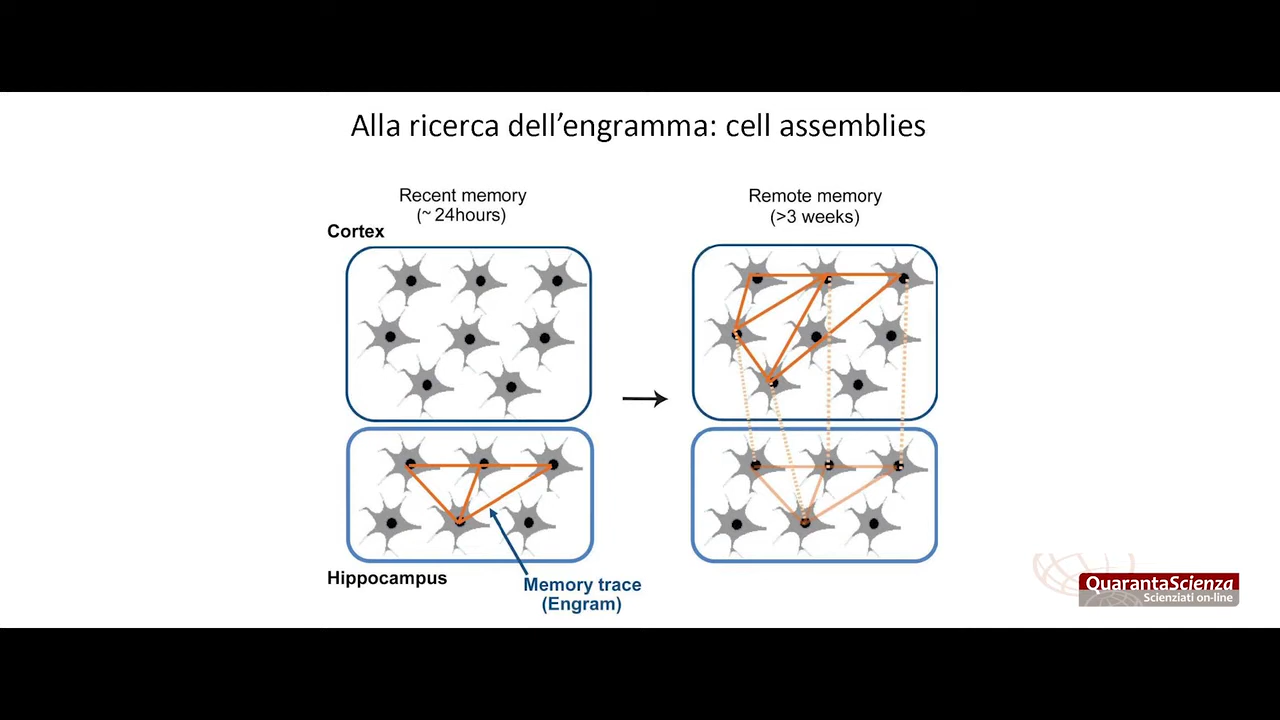 Alla ricerca dell’engramma: cell assemblies
Recent memory
(~ 24hours)
Remote memory
(>3 weeks)
Cortex
Hippocampus
Memory trace
(Engram)
QuarantaScienza
Scienziati on-line